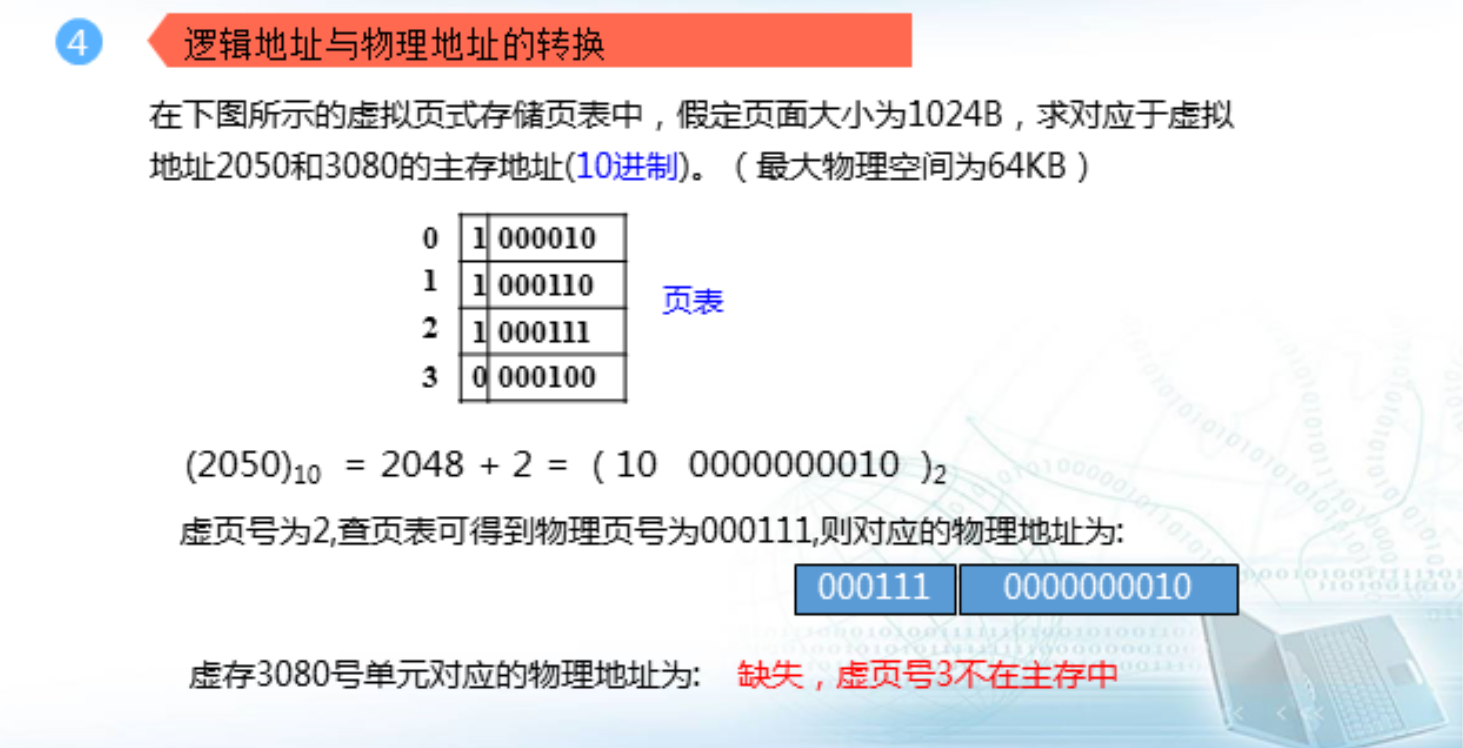 4
逻辑地址与物理地址的转换
在下图所示的虚拟页式存储页表中，假定页面大小为1024B，求对应于虚拟
地址2050和3080的主存地址(10进制)。（最大物理空间为64KB）
0 1 000010
1 1 000110
页表
2 1 000111
3 0 000100
(2050)10 = 2048 + 2 = ( 10 0000000010 )2
虚页号为2,查页表可得到物理页号为000111,则对应的物理地址为:
000111 0000000010
虚存3080号单元对应的物理地址为: 缺失，虚页号3不在主存中